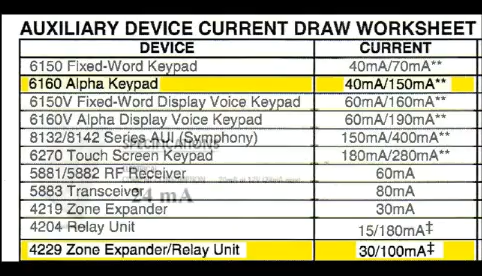 AUXILIARY DEVICE CURRENT DRAW WORKSHEET
DEVICE CURRENT
6150 Fixed-Word Keypad 40mA/70mA**
6160 Alpha Keypad 40mA/150mA**
6150V Fixed-Word Display Voice Keypad 60mA/160mA**
6160V Alpha Display Voice Keypad 60mA/190mA**
8132/8142 Series AUI (Symphony) 150mA/400mA**
SPECIFICATIONS
6270 Touch Screen Keypad 180mA/280mA**
5881/5882 RF Receiver 60mA
5883 Transceiver 80mA
24 mA
4219 Zone Expander 30mA
4204 Relay Unit 15/180mA‡
4229 Zone Expander/Relay Unit 30/100mA‡